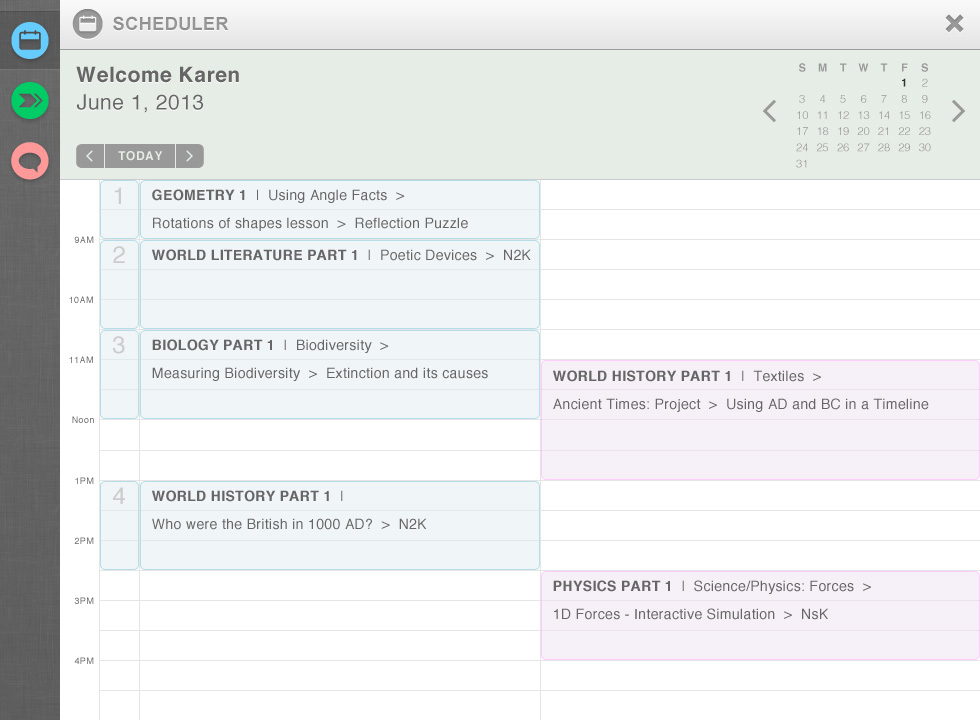 SCHEDULER
Welcome Karen
June 1, 2013
TODAY
S M T W T F S
1 2
3 4 5 6 7 8 9
10 11 12 13 14 15 16
17 18 19 20 21 22 23
24 25 26 27 28 29 30
31
1
GEOMETRY 1 | Using Angle Facts >
Rotations of shapes lesson > Reflection Puzzle
9AM
2
WORLD LITERATURE PART 1 | Poetic Devices > N2K
10AM
3
BIOLOGY PART 1 | Biodiversity >
11AM
Measuring Biodiversity > Extinction and its causes
WORLD HISTORY PART 1 | Textiles >
Ancient Times: Project > Using AD and BC in a Timeline
Noon
1PM
4
WORLD HISTORY PART 1 |
Who were the British in 1000 AD? > N2K
2PM
PHYSICS PART 1 | Science/Physics: Forces >
3PM
1D Forces - Interactive Simulation > NsK
4PM